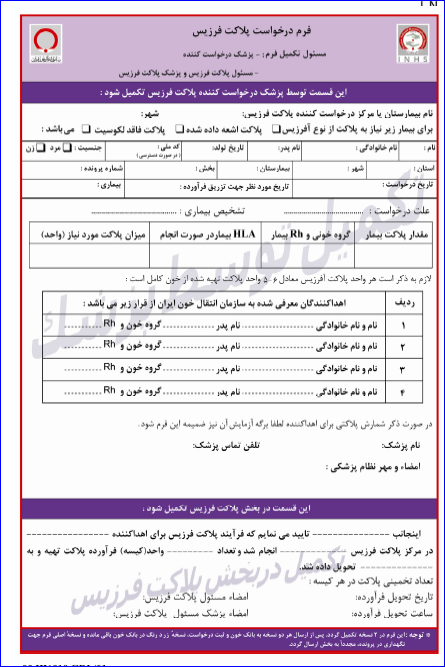 فرم درخواست پلاکت فرزیس
مسئول تکمیل فرم : - پزشک درخواست کننده
- مسئول پلاکت فرزیس و پزشک پلاکت فرزیس
INHS
این قسمت توسط پزشک درخواست کننده پلاکت فرزیس تکمیل شود :
نام بیمارستان یا مرکز درخواست کننده پلاکت فرزیس: شهر:
برای بیمار زیر نیاز به پلاکت از نوع آفرزیس پلاکت اشعه داده شده پلاکت فاقد لکوسیت می باشد :
نام : نام خانوادگی : نام پدر: تاریخ تولد: کد ملی : (در صورت دسترسی) جنسیت : مرد زن
استان : شهر : بیمارستان : بخش : شماره پرونده :
تاریخ درخواست : تاریخ مورد نظر جهت تزریق فرآورده : بیماری :
علت درخواست : ........................ تشخیص بیماری : ........................
مقدار پلاکت بیمار گروه خونی و Rh بیمار HLA بیماردر صورت انجام میزان پلاکت مورد نیاز (واحد)
لازم به ذکر است هر واحد پلاکت آفرزیس معادل ۶-۵ واحد پلاکت تهیه شده از خون کامل است :
ردیف اهداکنندگان معرفی شده به سازمان انتقال خون ایران از قرار زیر می باشد :
۱ نام و نام خانوادگی ........................ نام پدر .................. گروه خون و Rh ............
۲ نام و نام خانوادگی ........................ نام پدر .................. گروه خون و Rh ............
۳ نام و نام خانوادگی ........................ نام پدر .................. گروه خون و Rh ............
۴ نام و نام خانوادگی ........................ نام پدر .................. گروه خون و Rh ............
در صورت ذکر شمارش پلاکتی برای اهداکننده لطفا برگه آزمایش آن نیز ضمیمه این فرم شود .
نام پزشک: تلفن تماس پزشک:
امضاء و مهر نظام پزشکی :
تکمیل توسط پزشک
این قسمت در بخش پلاکت فرزیس تکمیل شود :
اینجانب ---------------- تایید می نمایم که فرآیند پلاکت فرزیس برای اهداکننده ----------------
در مرکز پلاکت فرزیس -------------- انجام شد و تعداد ---------- واحد(کیسه) فرآورده پلاکت تهیه و به
-------------- تحویل داده شد.
تعداد تخمینی پلاکت در هر کیسه :
تاریخ تحویل فرآورده: امضاء مسئول پلاکت فرزیس:
ساعت تحویل فرآورده: امضاء پزشک مسئول پلاکت فرزیس:
تکمیل در بخش پلاکت فرزیس
* توجه : این فرم در ۲ نسخه تکمیل گردد. پس از ارسال هر دو نسخه به بانک خون و ثبت درخواست، نسخه زرد رنگ در بانک خون باقی مانده و نسخه اصلی فرم جهت
نگهداری در پرونده، مجدداً به بخش ارسال گردد.